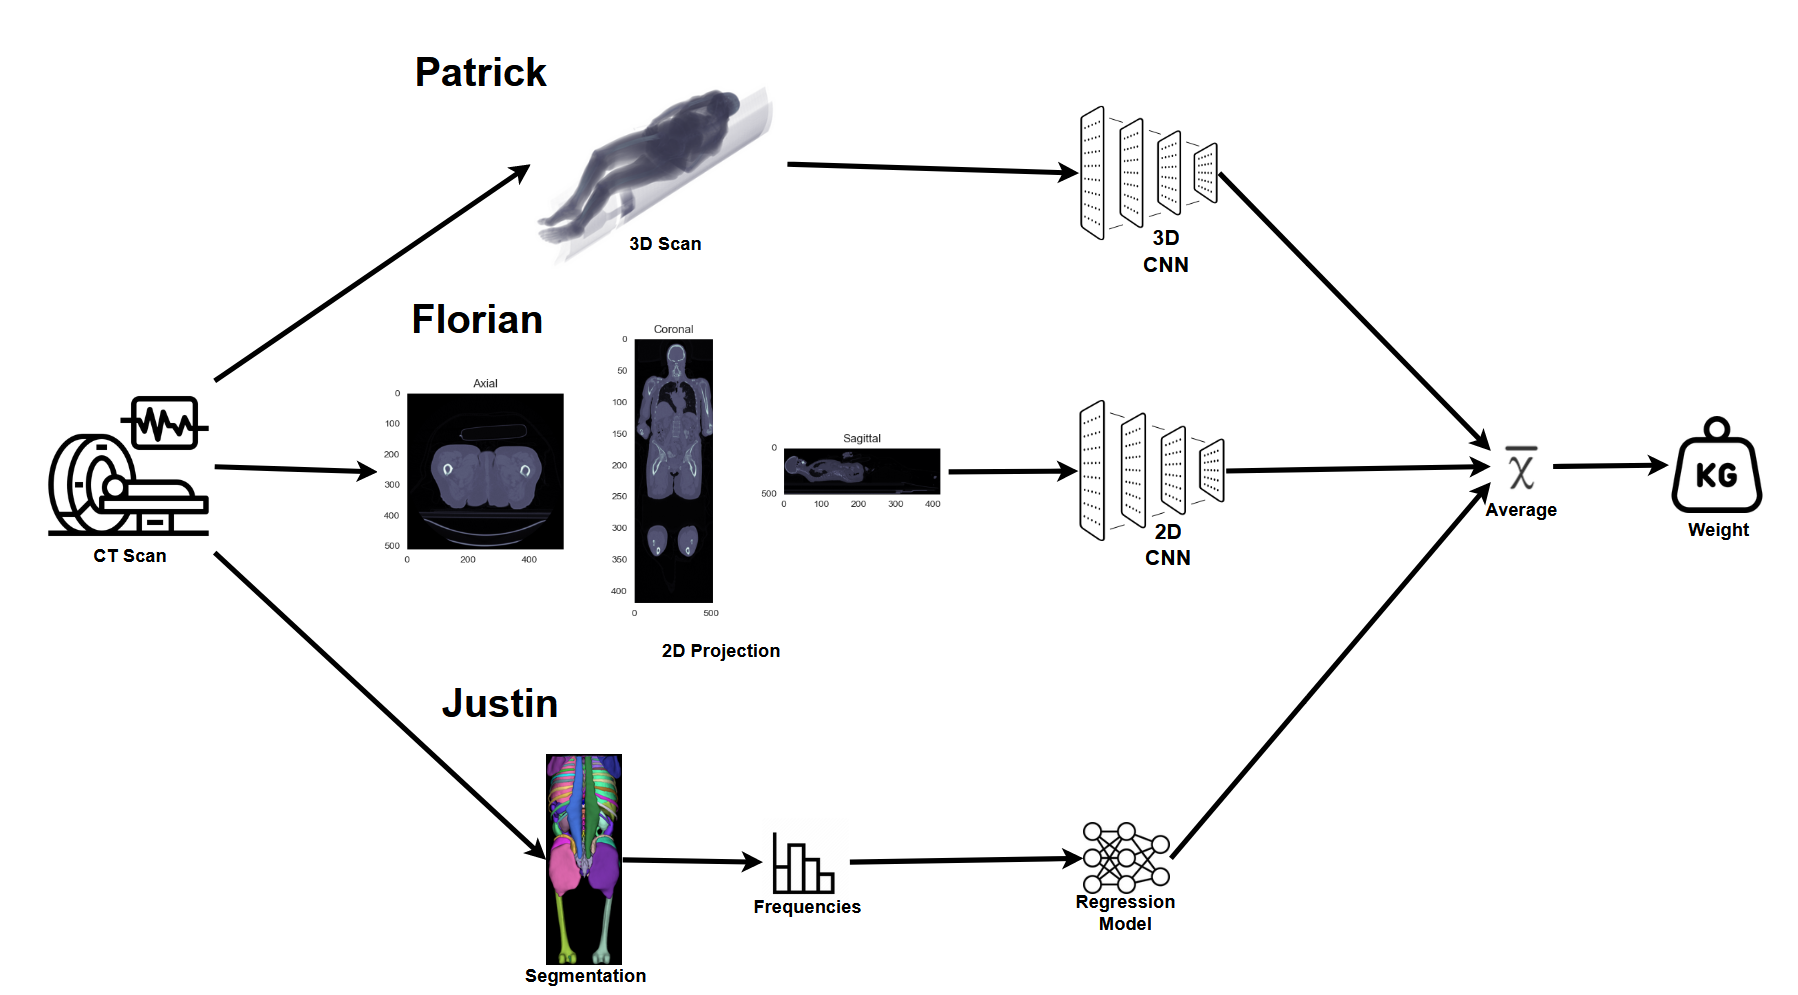 Patrick
3D Scan
3D
CNN
Florian
Axial
0
100
200
300
400
500
0
200
400
Coronal
0
50
100
150
200
250
300
350
400
0
500
Sagittal
0
500
0
100
200
300
400
2D Projection
2D
CNN
CT Scan
χ̅
Average
KG
Weight
Justin
Segmentation
Frequencies
Regression
Model